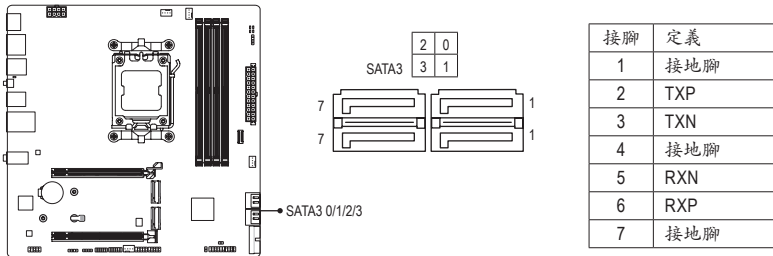 SATA3 0/1/2/3
2 0
SATA3 3 1
7 1
7 1
接腳 定義
1 接地腳
2 TXP
3 TXN
4 接地腳
5 RXN
6 RXP
7 接地腳